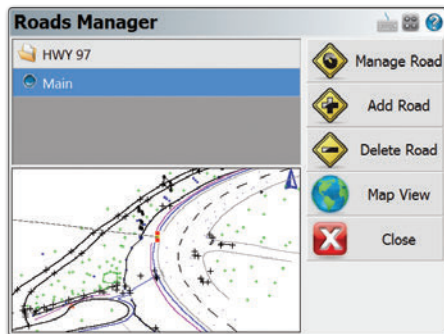 Roads Manager
HWY 97
Main
Manage Road
Add Road
Delete Road
Map View
Close